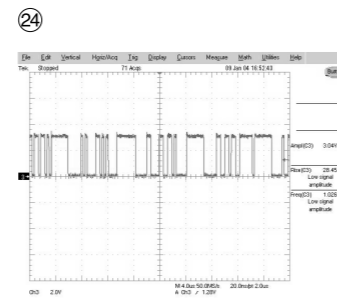 24
File Edit Vertical Horiz/Acq Trig Display Cursors Measure Math Utilities Help
Tek Stopped 71 Acqs 09 Jan 04 16:52:43
Butt
Ampl(C3) 3.04V
Rise(C3) 28.45
Low signal
amplitude
Freq(C3) 1.028
Low signal
amplitude
Ch3 2.0V
M 4.0us 50.0MS/s 20.0ns/pt
A Ch3 1.28V